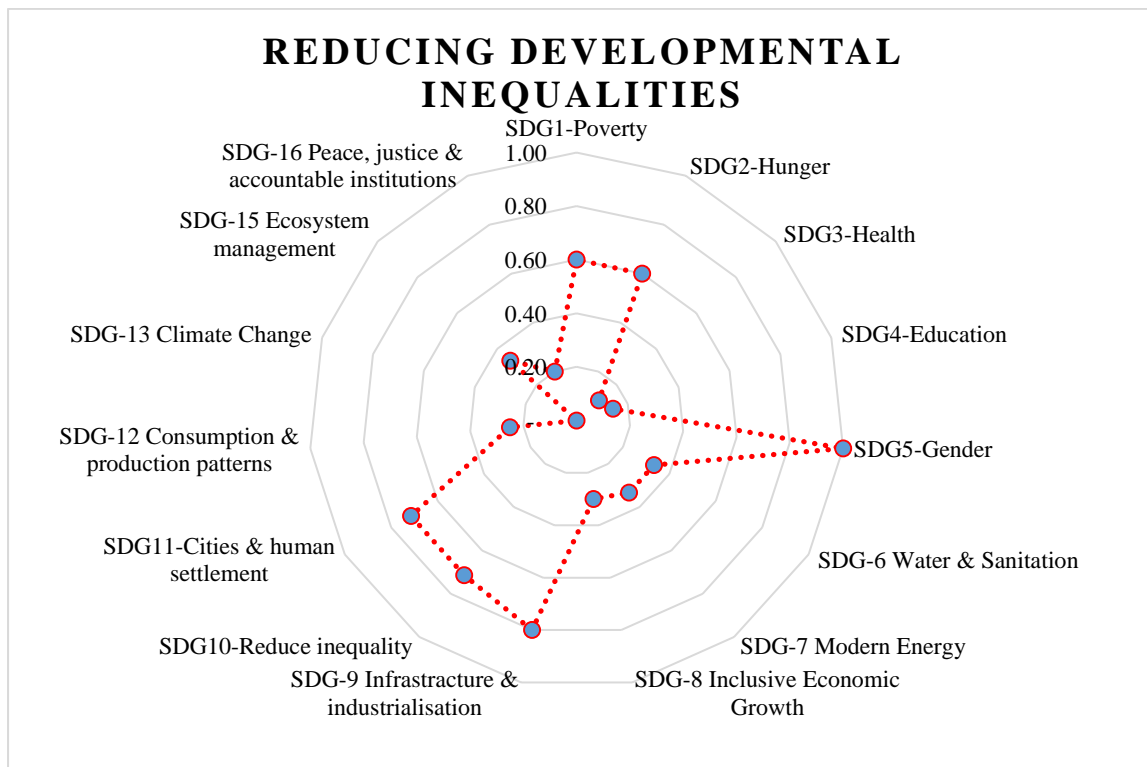 REDUCING DEVELOPMENTAL
INEQUALITIES
SDG1-Poverty
SDG2-Hunger
SDG3-Health
SDG4-Education
SDG5-Gender
SDG-6 Water & Sanitation
SDG-7 Modern Energy
SDG-8 Inclusive Economic
Growth
SDG-9 Infrastracture &
industrialisation
SDG10-Reduce inequality
SDG11-Cities & human
settlement
SDG-12 Consumption &
production patterns
SDG-13 Climate Change
SDG-15 Ecosystem
management
SDG-16 Peace, justice &
accountable institutions
1.00
0.80
0.60
0.40
0.20
-